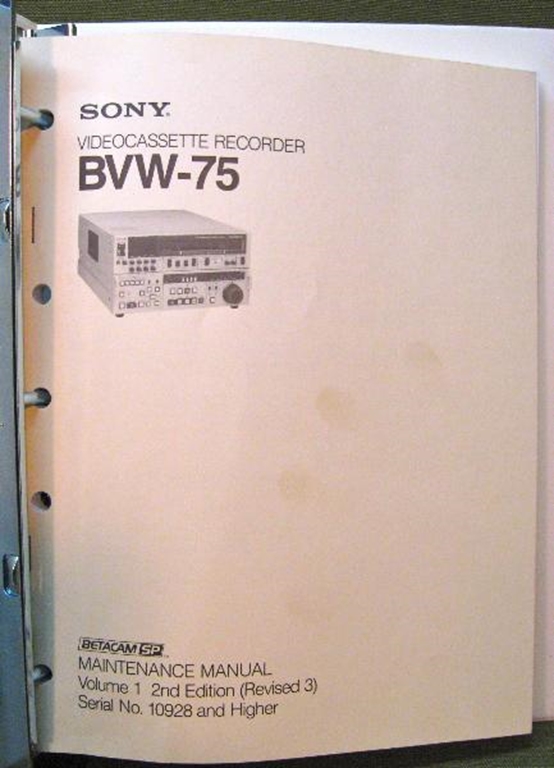 SONY®
VIDEOCASSETTE RECORDER
BVW-75
BETACAM SP™
MAINTENANCE MANUAL
Volume 1 2nd Edition (Revised 3)
Serial No. 10928 and Higher